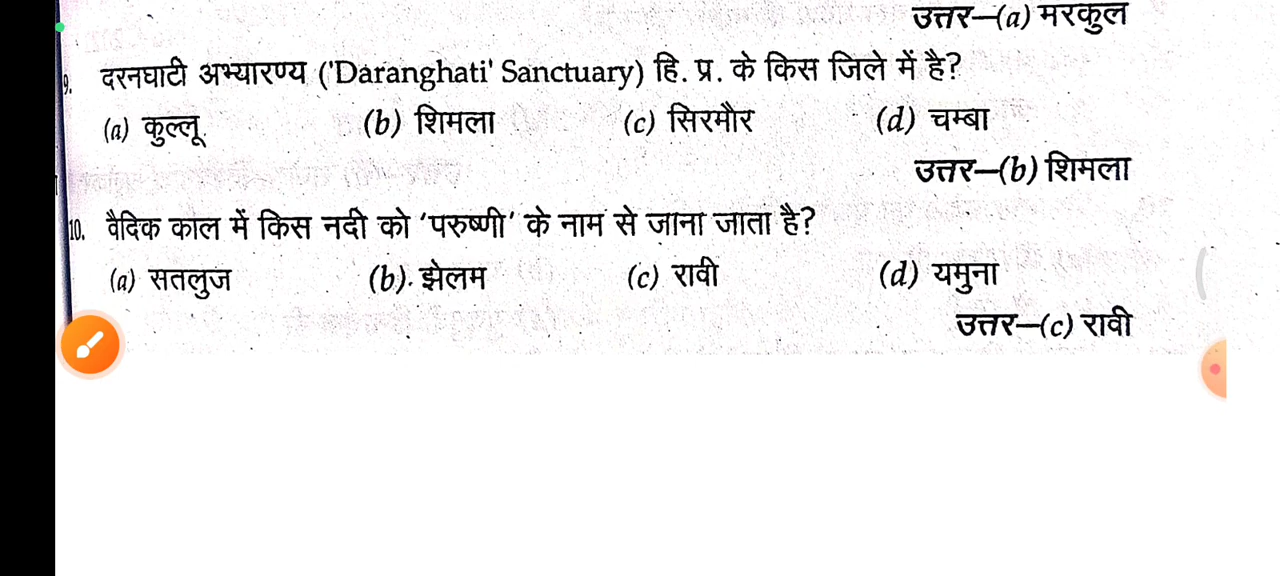 उत्तर—(a) मरकुल
9. दरनघाटी अभ्यारण्य ('Daranghati' Sanctuary) हि. प्र. के किस जिले में है?
(a) कुल्लू (b) शिमला (c) सिरमौर (d) चम्बा
उत्तर—(b) शिमला
10. वैदिक काल में किस नदी को 'परुष्णी' के नाम से जाना जाता है?
(a) सतलुज (b) झेलम (c) रावी (d) यमुना
उत्तर—(c) रावी